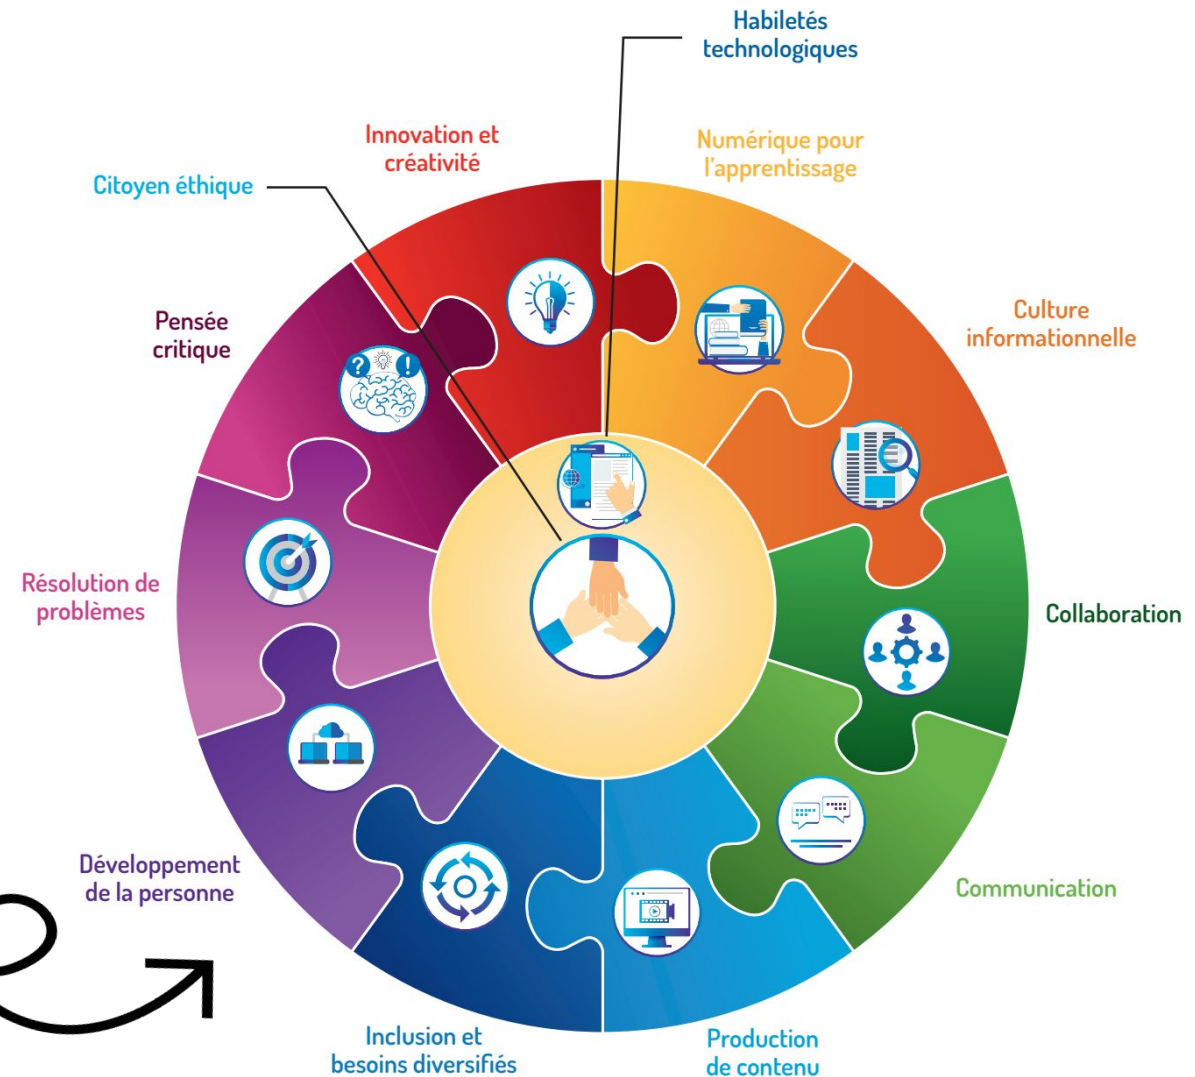 Habiletés
technologiques
Innovation et
créativité
Numérique pour
l'apprentissage
Citoyen éthique
Pensée
critique
Culture
informationnelle
?
!
Résolution de
problèmes
Collaboration
Développement
de la personne
Communication
Inclusion et
besoins diversifiés
Production
de contenu